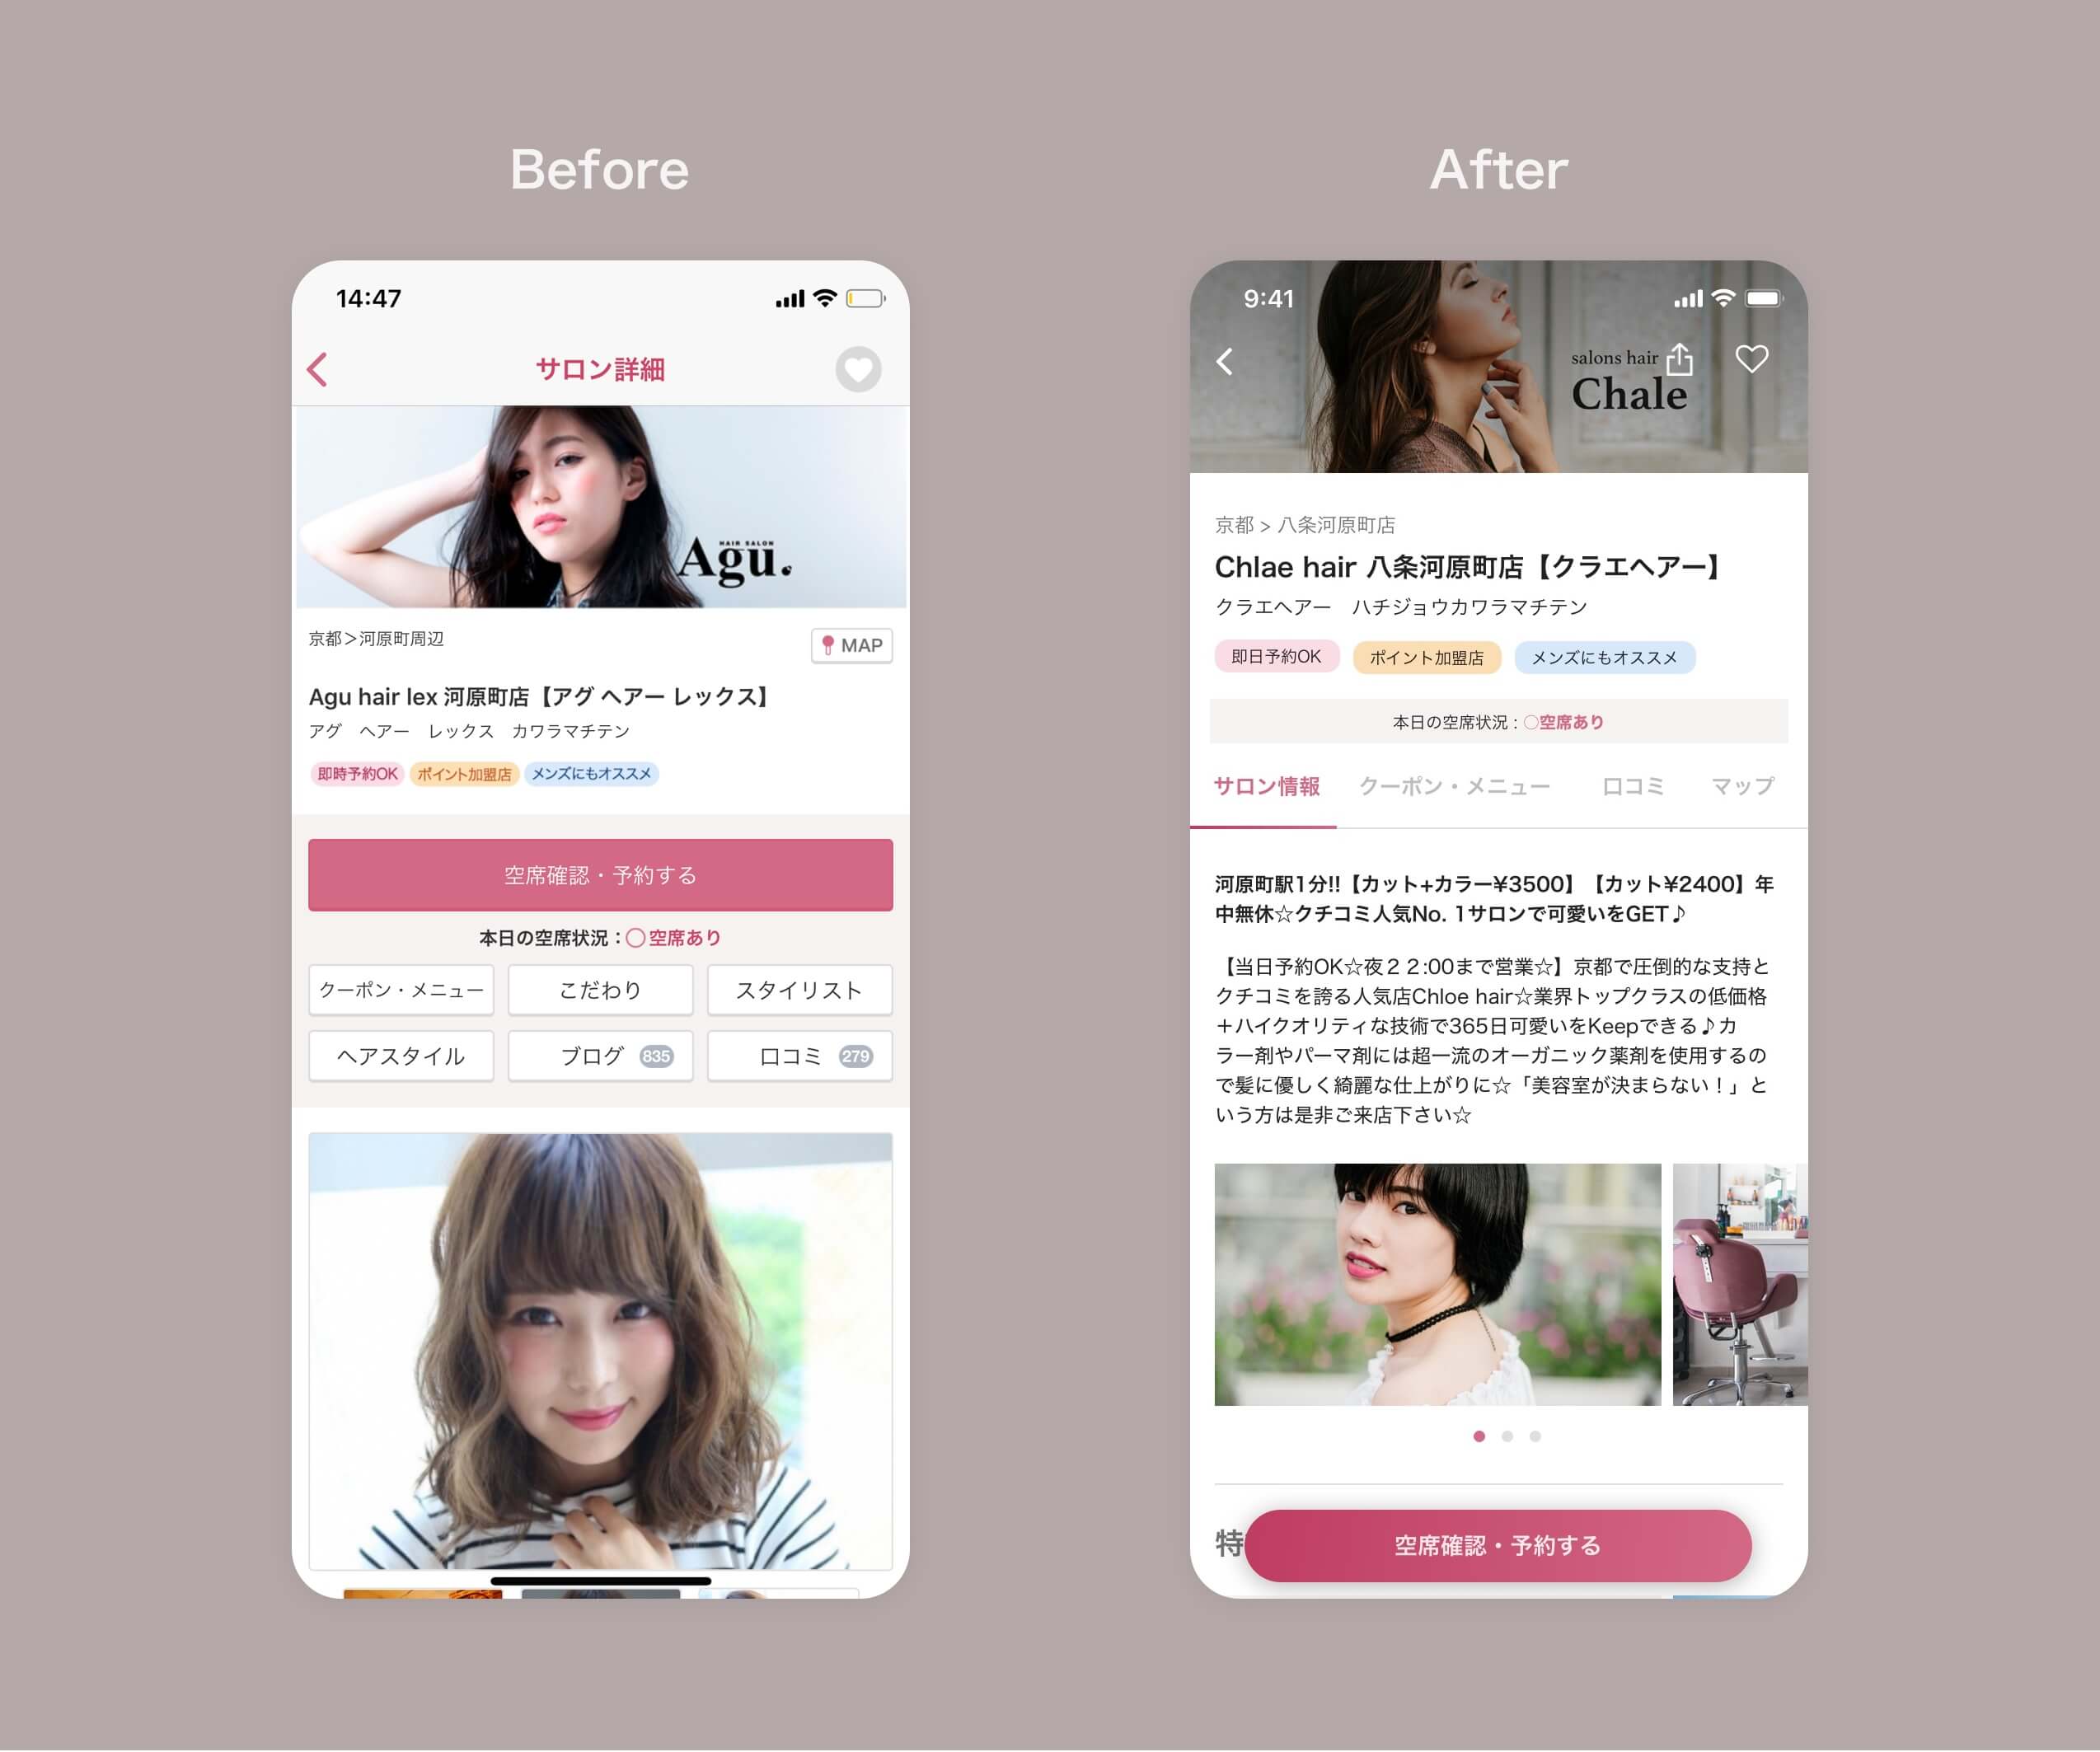 Before
14:47
サロン詳細
HAIR SALON
Agu.
京都＞河原町周辺
MAP
Agu hair lex 河原町店【アグ ヘアー レックス】
アグ　ヘアー　レックス　カワラマチテン
即時予約OK ポイント加盟店 メンズにもオススメ
空席確認・予約する
本日の空席状況：◯空席あり
クーポン・メニュー こだわり スタイリスト
ヘアスタイル ブログ 835 口コミ 279
After
9:41
salons hair
Chale
京都 > 八条河原町店
Chlae hair 八条河原町店【クラエヘアー】
クラエヘアー　ハチジョウカワラマチテン
即日予約OK ポイント加盟店 メンズにもオススメ
本日の空席状況 : ◯空席あり
サロン情報 クーポン・メニュー 口コミ マップ
河原町駅1分!!【カット+カラー¥3500】【カット¥2400】年
中無休☆クチコミ人気No. 1サロンで可愛いをGET♪
【当日予約OK☆夜２２:00まで営業☆】京都で圧倒的な支持と
クチコミを誇る人気店Chloe hair☆業界トップクラスの低価格
＋ハイクオリティな技術で365日可愛いをKeepできる♪カ
ラー剤やパーマ剤には超一流のオーガニック薬剤を使用するの
で髪に優しく綺麗な仕上がりに☆「美容室が決まらない！」と
いう方は是非ご来店下さい☆
特
空席確認・予約する